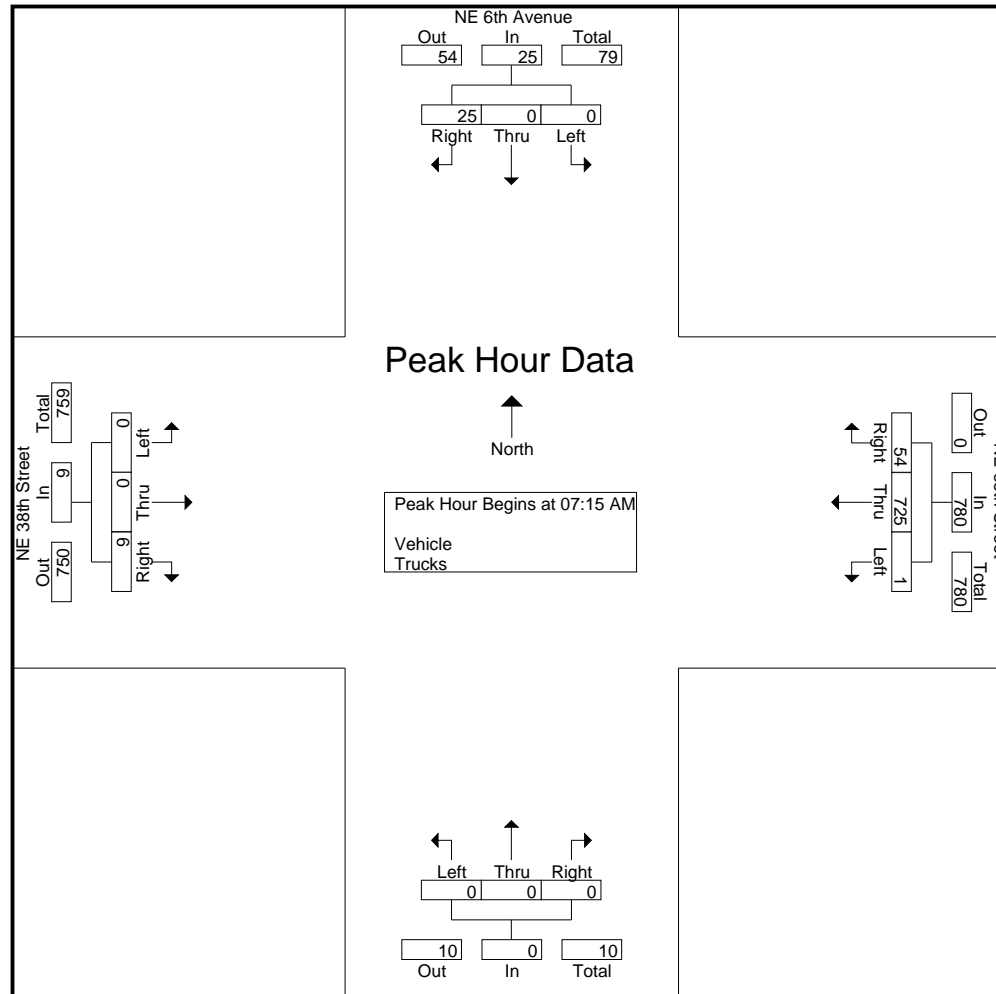 NE 6th Avenue
Out In Total
54 25 79
25 0 0
Right Thru Left
Peak Hour Data
North
Peak Hour Begins at 07:15 AM
Vehicle
Trucks
NE 38th Street
Out In Total
750 9 759
9 0 0
Right Thru Left
Out In Total
0 780 780
54 725 1
Right Thru Left
Left Thru Right
0 0 0
10 0 10
Out In Total